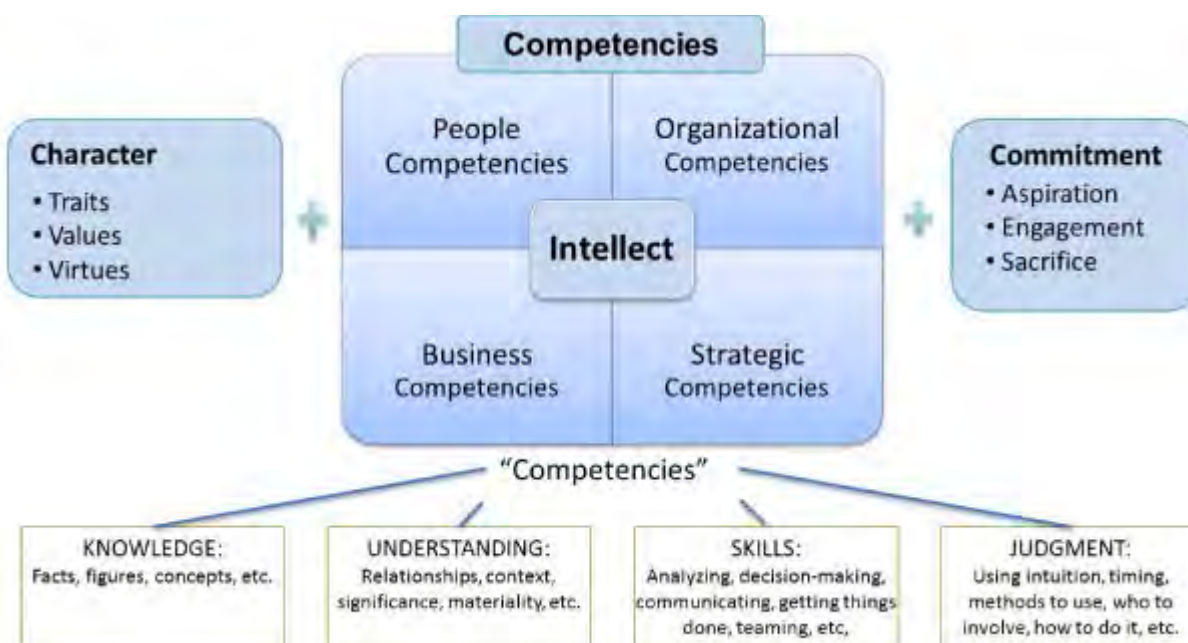 Competencies
People
Competencies
Organizational
Competencies
Character
• Traits
• Values
• Virtues
+
Intellect
+
Commitment
• Aspiration
• Engagement
• Sacrifice
Business
Competencies
Strategic
Competencies
“Competencies”
KNOWLEDGE:
Facts, figures, concepts, etc.
UNDERSTANDING:
Relationships, context,
significance, materiality, etc.
SKILLS:
Analyzing, decision-making,
communicating, getting things
done, teaming, etc,
JUDGMENT:
Using intuition, timing,
methods to use, who to
involve, how to do it, etc.